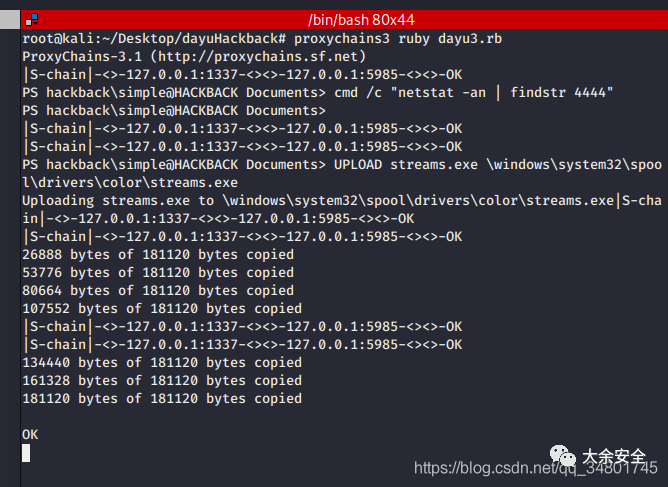 /bin/bash 80x44
root@kali:~/Desktop/dayuHackback# proxychains3 ruby dayu3.rb
ProxyChains-3.1 (http://proxychains.sf.net)
|S-chain|-<>-127.0.0.1:1337-<><>-127.0.0.1:5985-<><>-OK
PS hackback\simple@HACKBACK Documents> cmd /c "netstat -an | findstr 4444"
PS hackback\simple@HACKBACK Documents>
|S-chain|-<>-127.0.0.1:1337-<><>-127.0.0.1:5985-<><>-OK
|S-chain|-<>-127.0.0.1:1337-<><>-127.0.0.1:5985-<><>-OK
PS hackback\simple@HACKBACK Documents> UPLOAD streams.exe \windows\system32\spoo
l\drivers\color\streams.exe
Uploading streams.exe to \windows\system32\spool\drivers\color\streams.exe|S-cha
in|-<>-127.0.0.1:1337-<><>-127.0.0.1:5985-<><>-OK
|S-chain|-<>-127.0.0.1:1337-<><>-127.0.0.1:5985-<><>-OK
26888 bytes of 181120 bytes copied
53776 bytes of 181120 bytes copied
80664 bytes of 181120 bytes copied
107552 bytes of 181120 bytes copied
|S-chain|-<>-127.0.0.1:1337-<><>-127.0.0.1:5985-<><>-OK
|S-chain|-<>-127.0.0.1:1337-<><>-127.0.0.1:5985-<><>-OK
134440 bytes of 181120 bytes copied
161328 bytes of 181120 bytes copied
181120 bytes of 181120 bytes copied
OK
大余安全
https://blog.csdn.net/qq_34801745